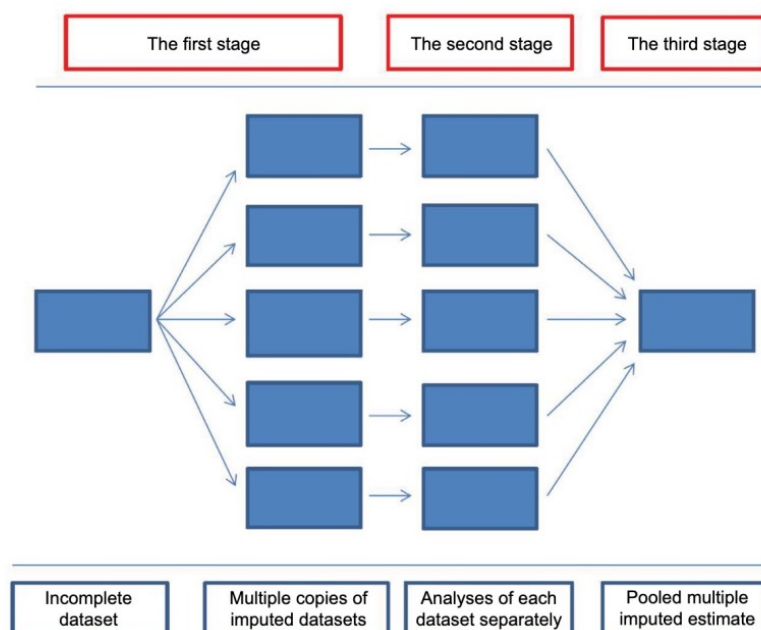 The first stage
The second stage
The third stage
Incomplete
dataset
Multiple copies of
imputed datasets
Analyses of each
dataset separately
Pooled multiple
imputed estimate